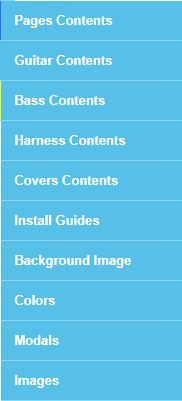 Pages Contents
Guitar Contents
Bass Contents
Harness Contents
Covers Contents
Install Guides
Background Image
Colors
Modals
Images